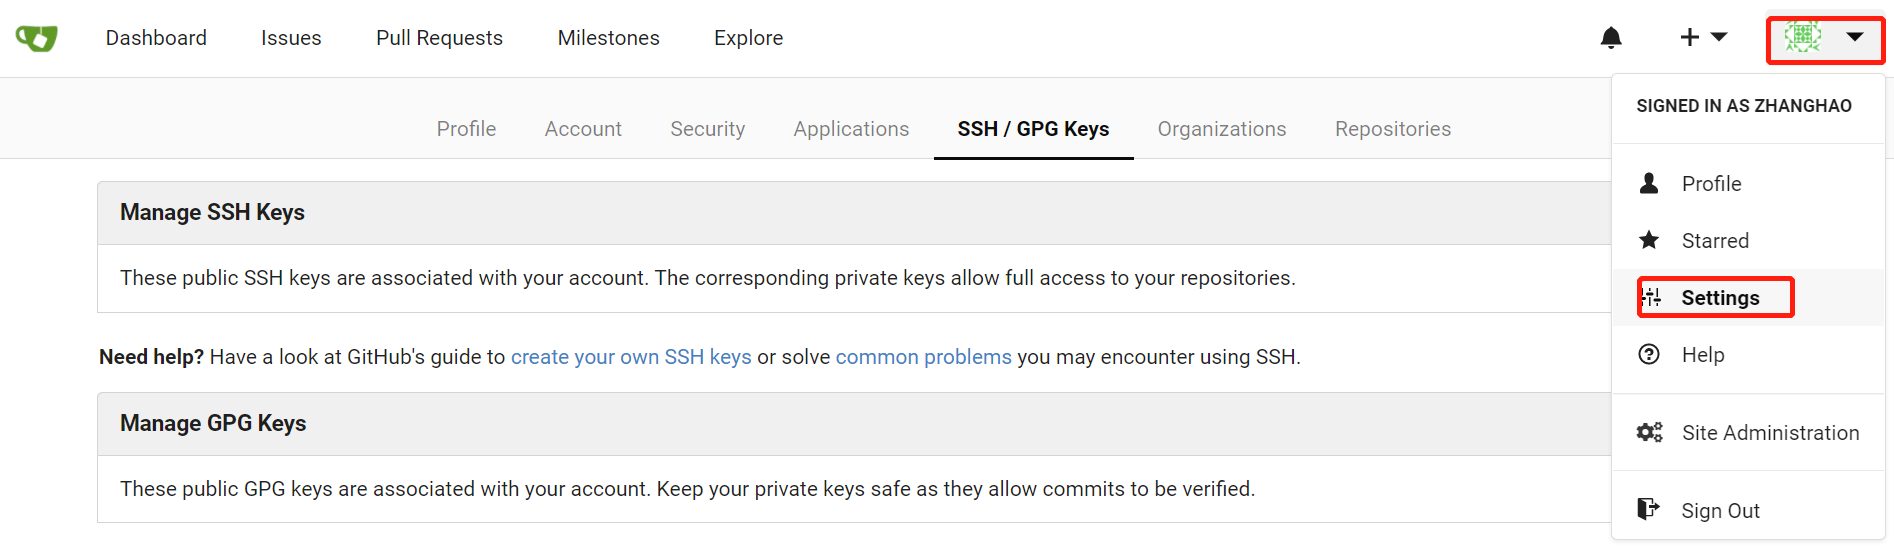 Dashboard Issues Pull Requests Milestones Explore
SIGNED IN AS ZHANGHAO
Profile Account Security Applications SSH / GPG Keys Organizations Repositories
Profile
Starred
Settings
Help
Site Administration
Sign Out
Manage SSH Keys
These public SSH keys are associated with your account. The corresponding private keys allow full access to your repositories.
Need help? Have a look at GitHub's guide to create your own SSH keys or solve common problems you may encounter using SSH.
Manage GPG Keys
These public GPG keys are associated with your account. Keep your private keys safe as they allow commits to be verified.